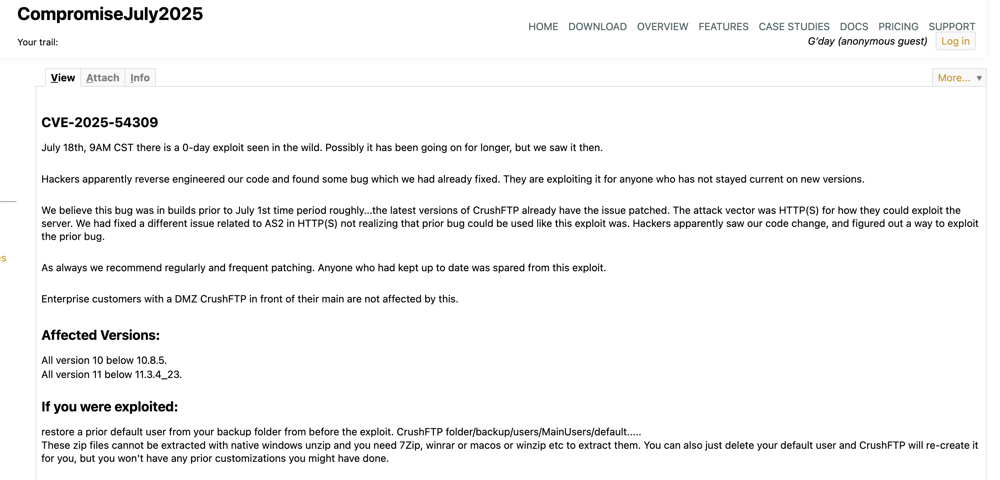 CompromiseJuly2025
HOME DOWNLOAD OVERVIEW FEATURES CASE STUDIES DOCS PRICING SUPPORT
Your trail:
G’day (anonymous guest) Log in
View Attach Info
More... ▼
CVE-2025-54309
July 18th, 9AM CST there is a 0-day exploit seen in the wild. Possibly it has been going on for longer, but we saw it then.
Hackers apparently reverse engineered our code and found some bug which we had already fixed. They are exploiting it for anyone who has not stayed current on new versions.
We believe this bug was in builds prior to July 1st time period roughly...the latest versions of CrushFTP already have the issue patched. The attack vector was HTTP(S) for how they could exploit the
server. We had fixed a different issue related to AS2 in HTTP(S) not realizing that prior bug could be used like this exploit was. Hackers apparently saw our code change, and figured out a way to exploit
the prior bug.
es
As always we recommend regularly and frequent patching. Anyone who had kept up to date was spared from this exploit.
Enterprise customers with a DMZ CrushFTP in front of their main are not affected by this.
Affected Versions:
All version 10 below 10.8.5.
All version 11 below 11.3.4_23.
If you were exploited:
restore a prior default user from your backup folder from before the exploit. CrushFTP folder/backup/users/MainUsers/default.....
These zip files cannot be extracted with native windows unzip and you need 7Zip, winrar or macos or winzip etc to extract them. You can also just delete your default user and CrushFTP will re-create it
for you, but you won't have any prior customizations you might have done.